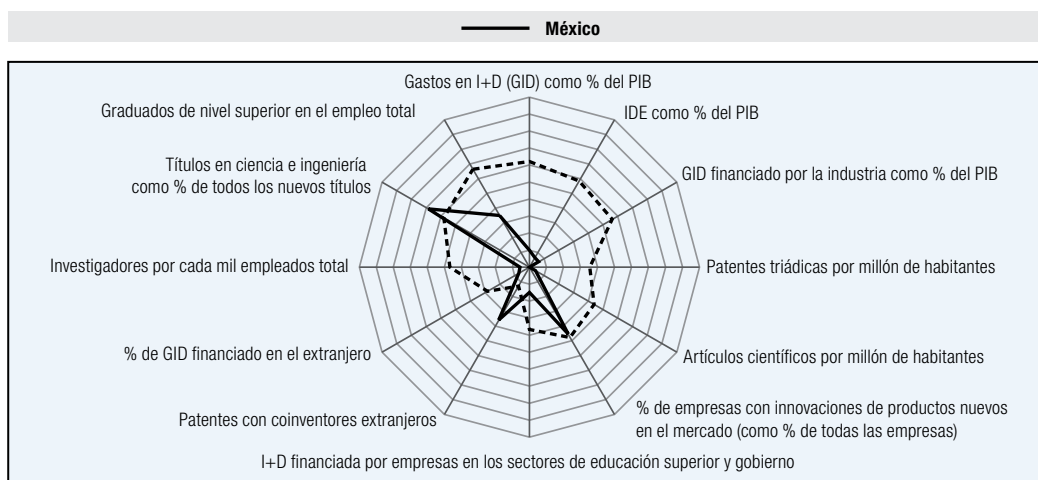 México
Gastos en I+D (GID) como % del PIB
Graduados de nivel superior en el empleo total
IDE como % del PIB
Títulos en ciencia e ingeniería
como % de todos los nuevos títulos
GID financiado por la industria como % del PIB
Investigadores por cada mil empleados total
Patentes triádicas por millón de habitantes
% de GID financiado en el extranjero
Artículos científicos por millón de habitantes
Patentes con coinventores extranjeros
% de empresas con innovaciones de productos nuevos
en el mercado (como % de todas las empresas)
I+D financiada por empresas en los sectores de educación superior y gobierno